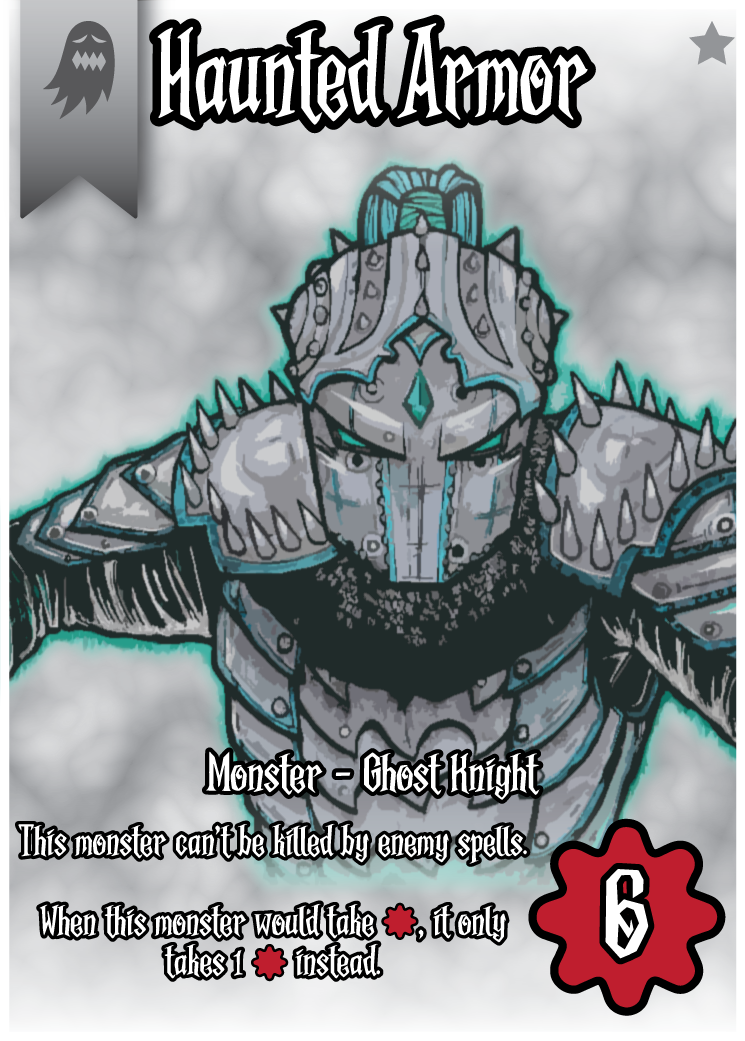 Haunted Armor
Monster - Ghost Knight
This monster can't be killed by enemy spells.
When this monster would take , it only
takes 1 instead.
6